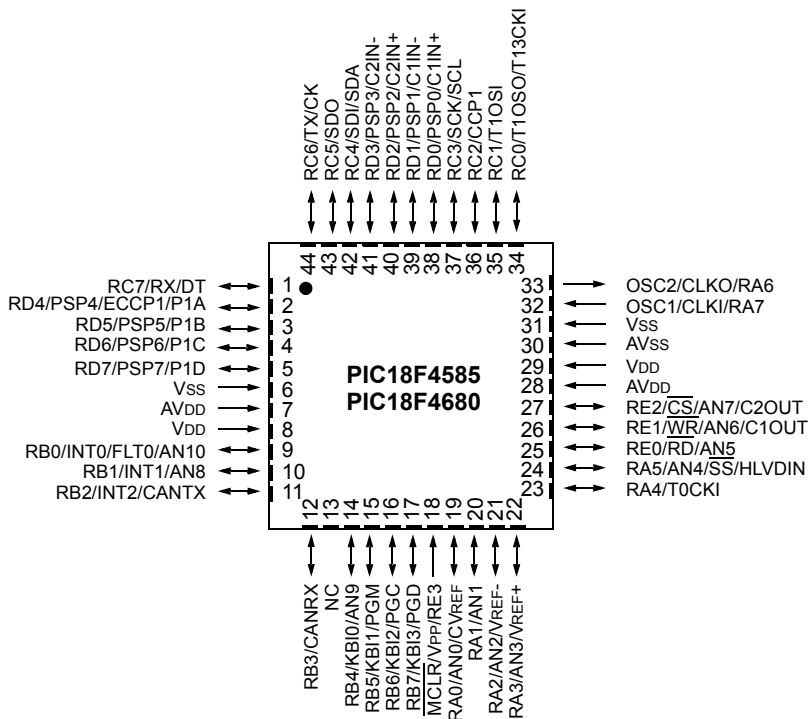 RC6/TX/CK
RC5/SDO
RC4/SDI/SDA
RD3/PSP3/C2IN-
RD2/PSP2/C2IN+
RD1/PSP1/C1IN-
RD0/PSP0/C1IN+
RC3/SCK/SCL
RC2/CCP1
RC1/T1OSI
RC0/T1OSO/T13CKI
44
43
42
41
40
39
38
37
36
35
34
RC7/RX/DT 1
RD4/PSP4/ECCP1/P1A 2
RD5/PSP5/P1B 3
RD6/PSP6/P1C 4
RD7/PSP7/P1D 5
VSS 6
AVDD 7
VDD 8
RB0/INT0/FLT0/AN10 9
RB1/INT1/AN8 10
RB2/INT2/CANTX 11
PIC18F4585
PIC18F4680
33 OSC2/CLKO/RA6
32 OSC1/CLKI/RA7
31 VSS
30 AVSS
29 VDD
28 AVDD
27 RE2/CS/AN7/C2OUT
26 RE1/WR/AN6/C1OUT
25 RE0/RD/AN5
24 RA5/AN4/SS/HLVDIN
23 RA4/T0CKI
12
13
14
15
16
17
18
19
20
21
22
RB3/CANRX
NC
RB4/KBI0/AN9
RB5/KBI1/PGM
RB6/KBI2/PGC
RB7/KBI3/PGD
MCLR/VPP/RE3
RA0/AN0/CVREF
RA1/AN1
RA2/AN2/VREF-
RA3/AN3/VREF+